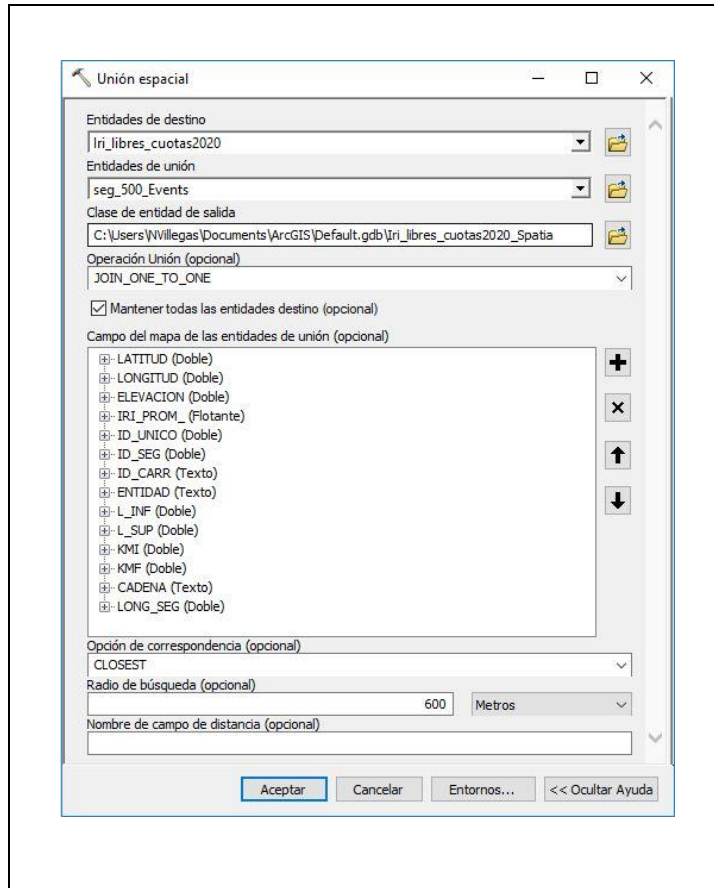 Unión espacial
Entidades de destino
Iri_libres_cuotas2020
Entidades de unión
seg_500_Events
Clase de entidad de salida
C:\Users\NVillegas\Documents\ArcGIS\Default.gdb\Iri_libres_cuotas2020_Spatia
Operación Unión (opcional)
JOIN_ONE_TO_ONE
Mantener todas las entidades destino (opcional)
Campo del mapa de las entidades de unión (opcional)
LATITUD (Doble)
LONGITUD (Doble)
ELEVACION (Doble)
IRI_PROM_ (Flotante)
ID_UNICO (Doble)
ID_SEG (Doble)
ID_CARR (Texto)
ENTIDAD (Texto)
L_INF (Doble)
L_SUP (Doble)
KMI (Doble)
KMF (Doble)
CADENA (Texto)
LONG_SEG (Doble)
Opción de correspondencia (opcional)
CLOSEST
Radio de búsqueda (opcional)
600 Metros
Nombre de campo de distancia (opcional)
Aceptar Cancelar Entornos... << Ocultar Ayuda